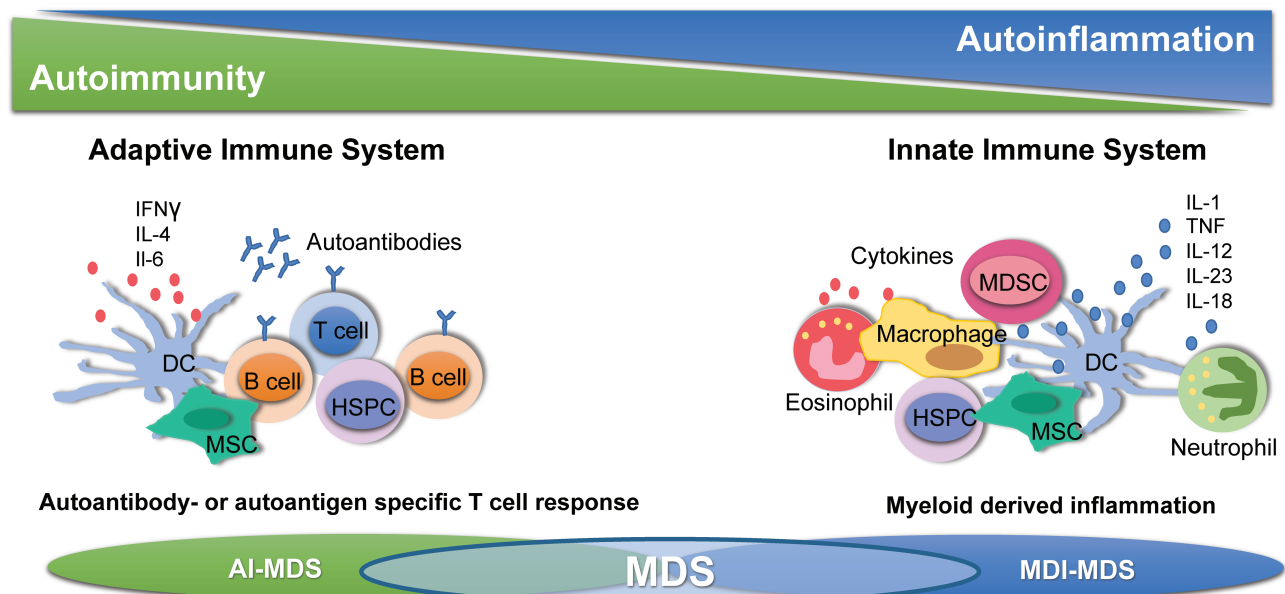 Autoinflammation
Autoimmunity
Adaptive Immune System
Innate Immune System
IFNγ
IL-4
Il-6
Autoantibodies
T cell
DC
B cell
B cell
HSPC
MSC
IL-1
TNF
IL-12
IL-23
IL-18
Cytokines
MDSC
Macrophage
DC
Eosinophil
HSPC
MSC
Neutrophil
Autoantibody- or autoantigen specific T cell response
Myeloid derived inflammation
AI-MDS
MDS
MDI-MDS